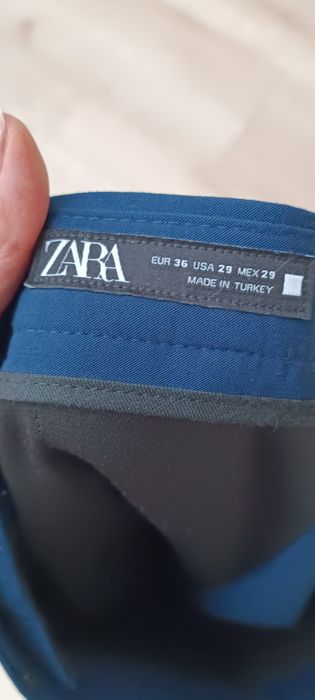 ZARA
EUR 36 USA 29 MEX 29
MADE IN TURKEY